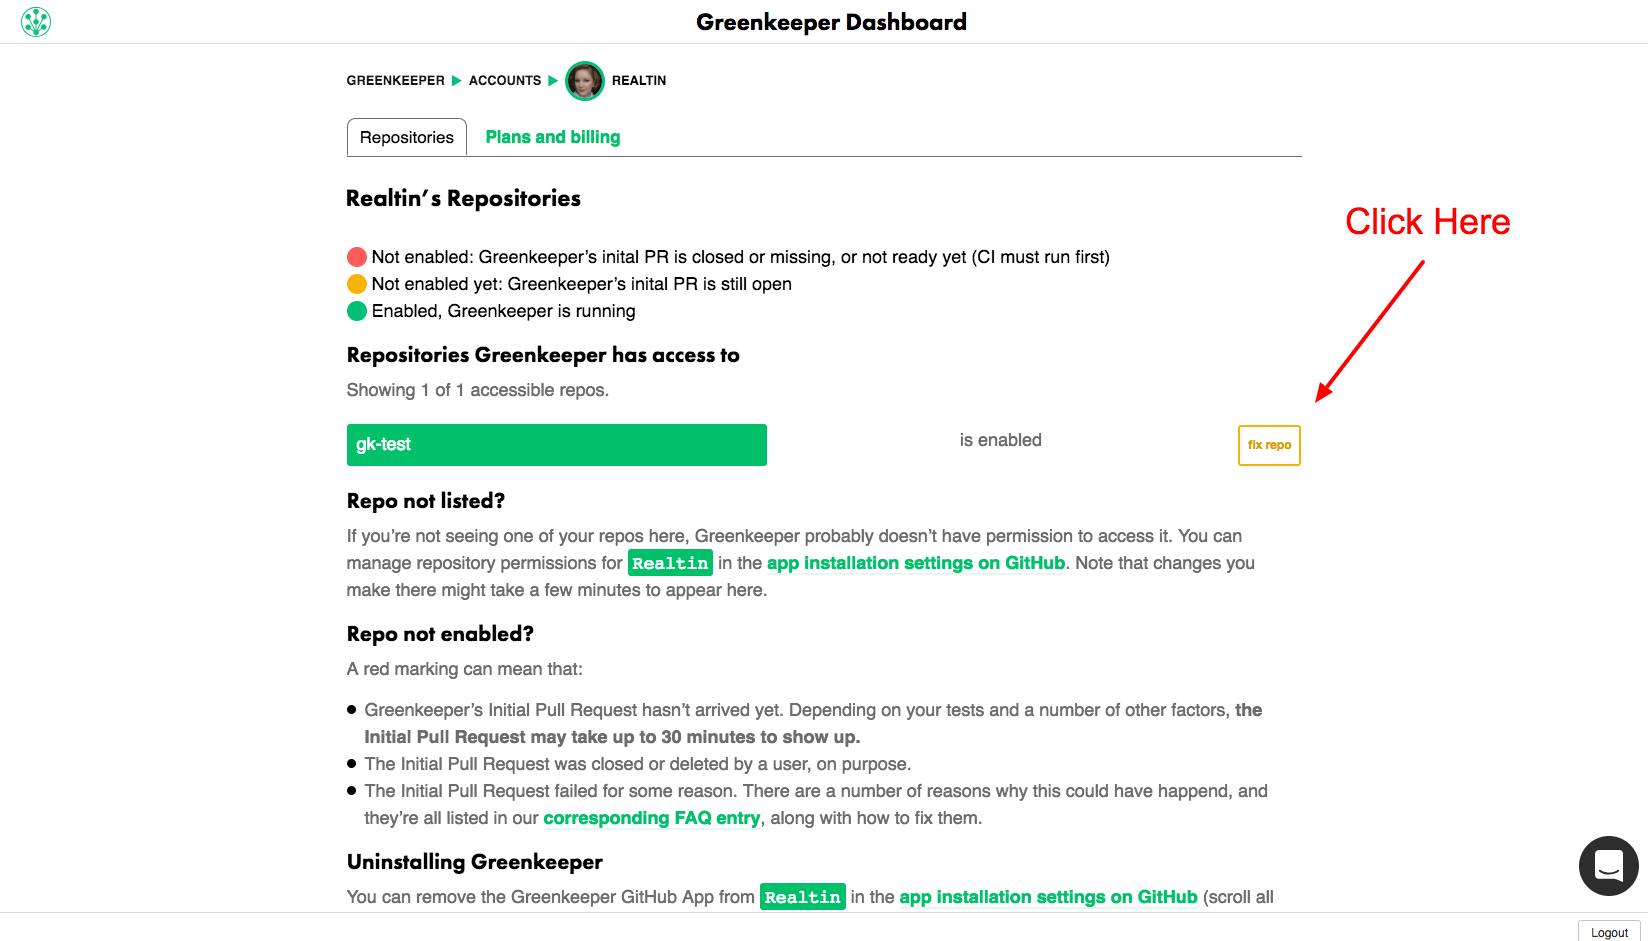 Greenkeeper Dashboard
GREENKEEPER ACCOUNTS REALTIN
Repositories Plans and billing
Realtin’s Repositories
Click Here
Not enabled: Greenkeeper’s inital PR is closed or missing, or not ready yet (CI must run first)
Not enabled yet: Greenkeeper’s inital PR is still open
Enabled, Greenkeeper is running
Repositories Greenkeeper has access to
Showing 1 of 1 accessible repos.
gk-test is enabled fix repo
Repo not listed?
If you’re not seeing one of your repos here, Greenkeeper probably doesn’t have permission to access it. You can
manage repository permissions for Realtin in the app installation settings on GitHub. Note that changes you
make there might take a few minutes to appear here.
Repo not enabled?
A red marking can mean that:
Greenkeeper’s Initial Pull Request hasn’t arrived yet. Depending on your tests and a number of other factors, the
Initial Pull Request may take up to 30 minutes to show up.
The Initial Pull Request was closed or deleted by a user, on purpose.
The Initial Pull Request failed for some reason. There are a number of reasons why this could have happend, and
they’re all listed in our corresponding FAQ entry, along with how to fix them.
Uninstalling Greenkeeper
You can remove the Greenkeeper GitHub App from Realtin in the app installation settings on GitHub (scroll all
Logout